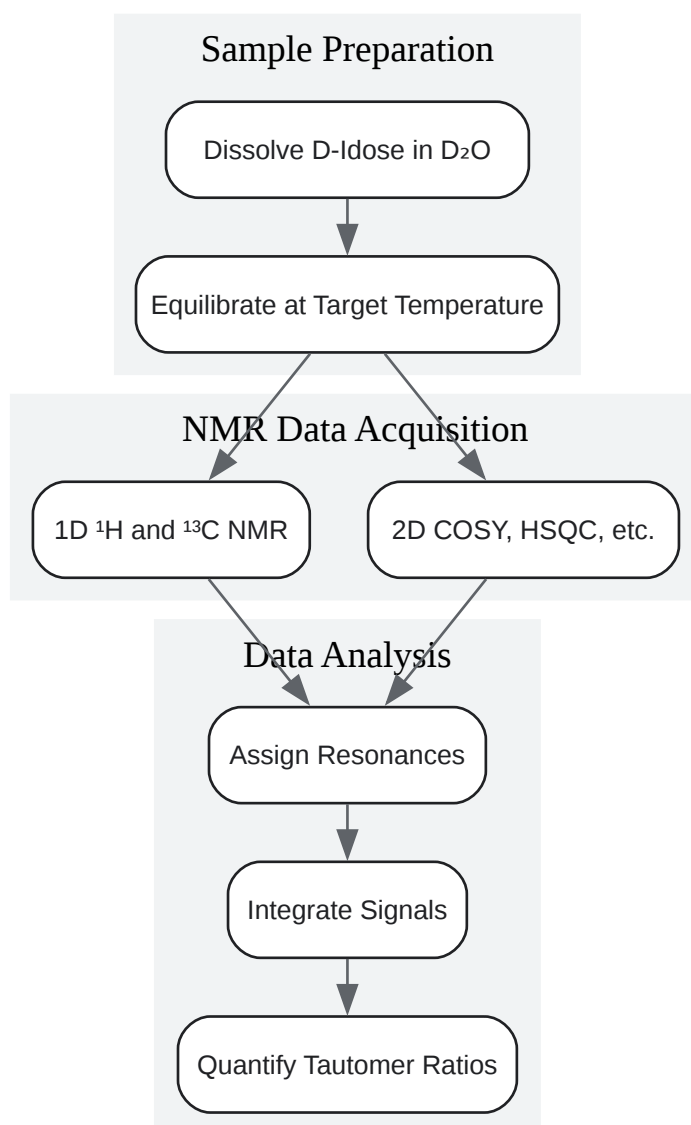 Sample Preparation
Dissolve D-Idose in D₂O
Equilibrate at Target Temperature
NMR Data Acquisition
1D ¹H and ¹³C NMR
2D COSY, HSQC, etc.
Data Analysis
Assign Resonances
Integrate Signals
Quantify Tautomer Ratios